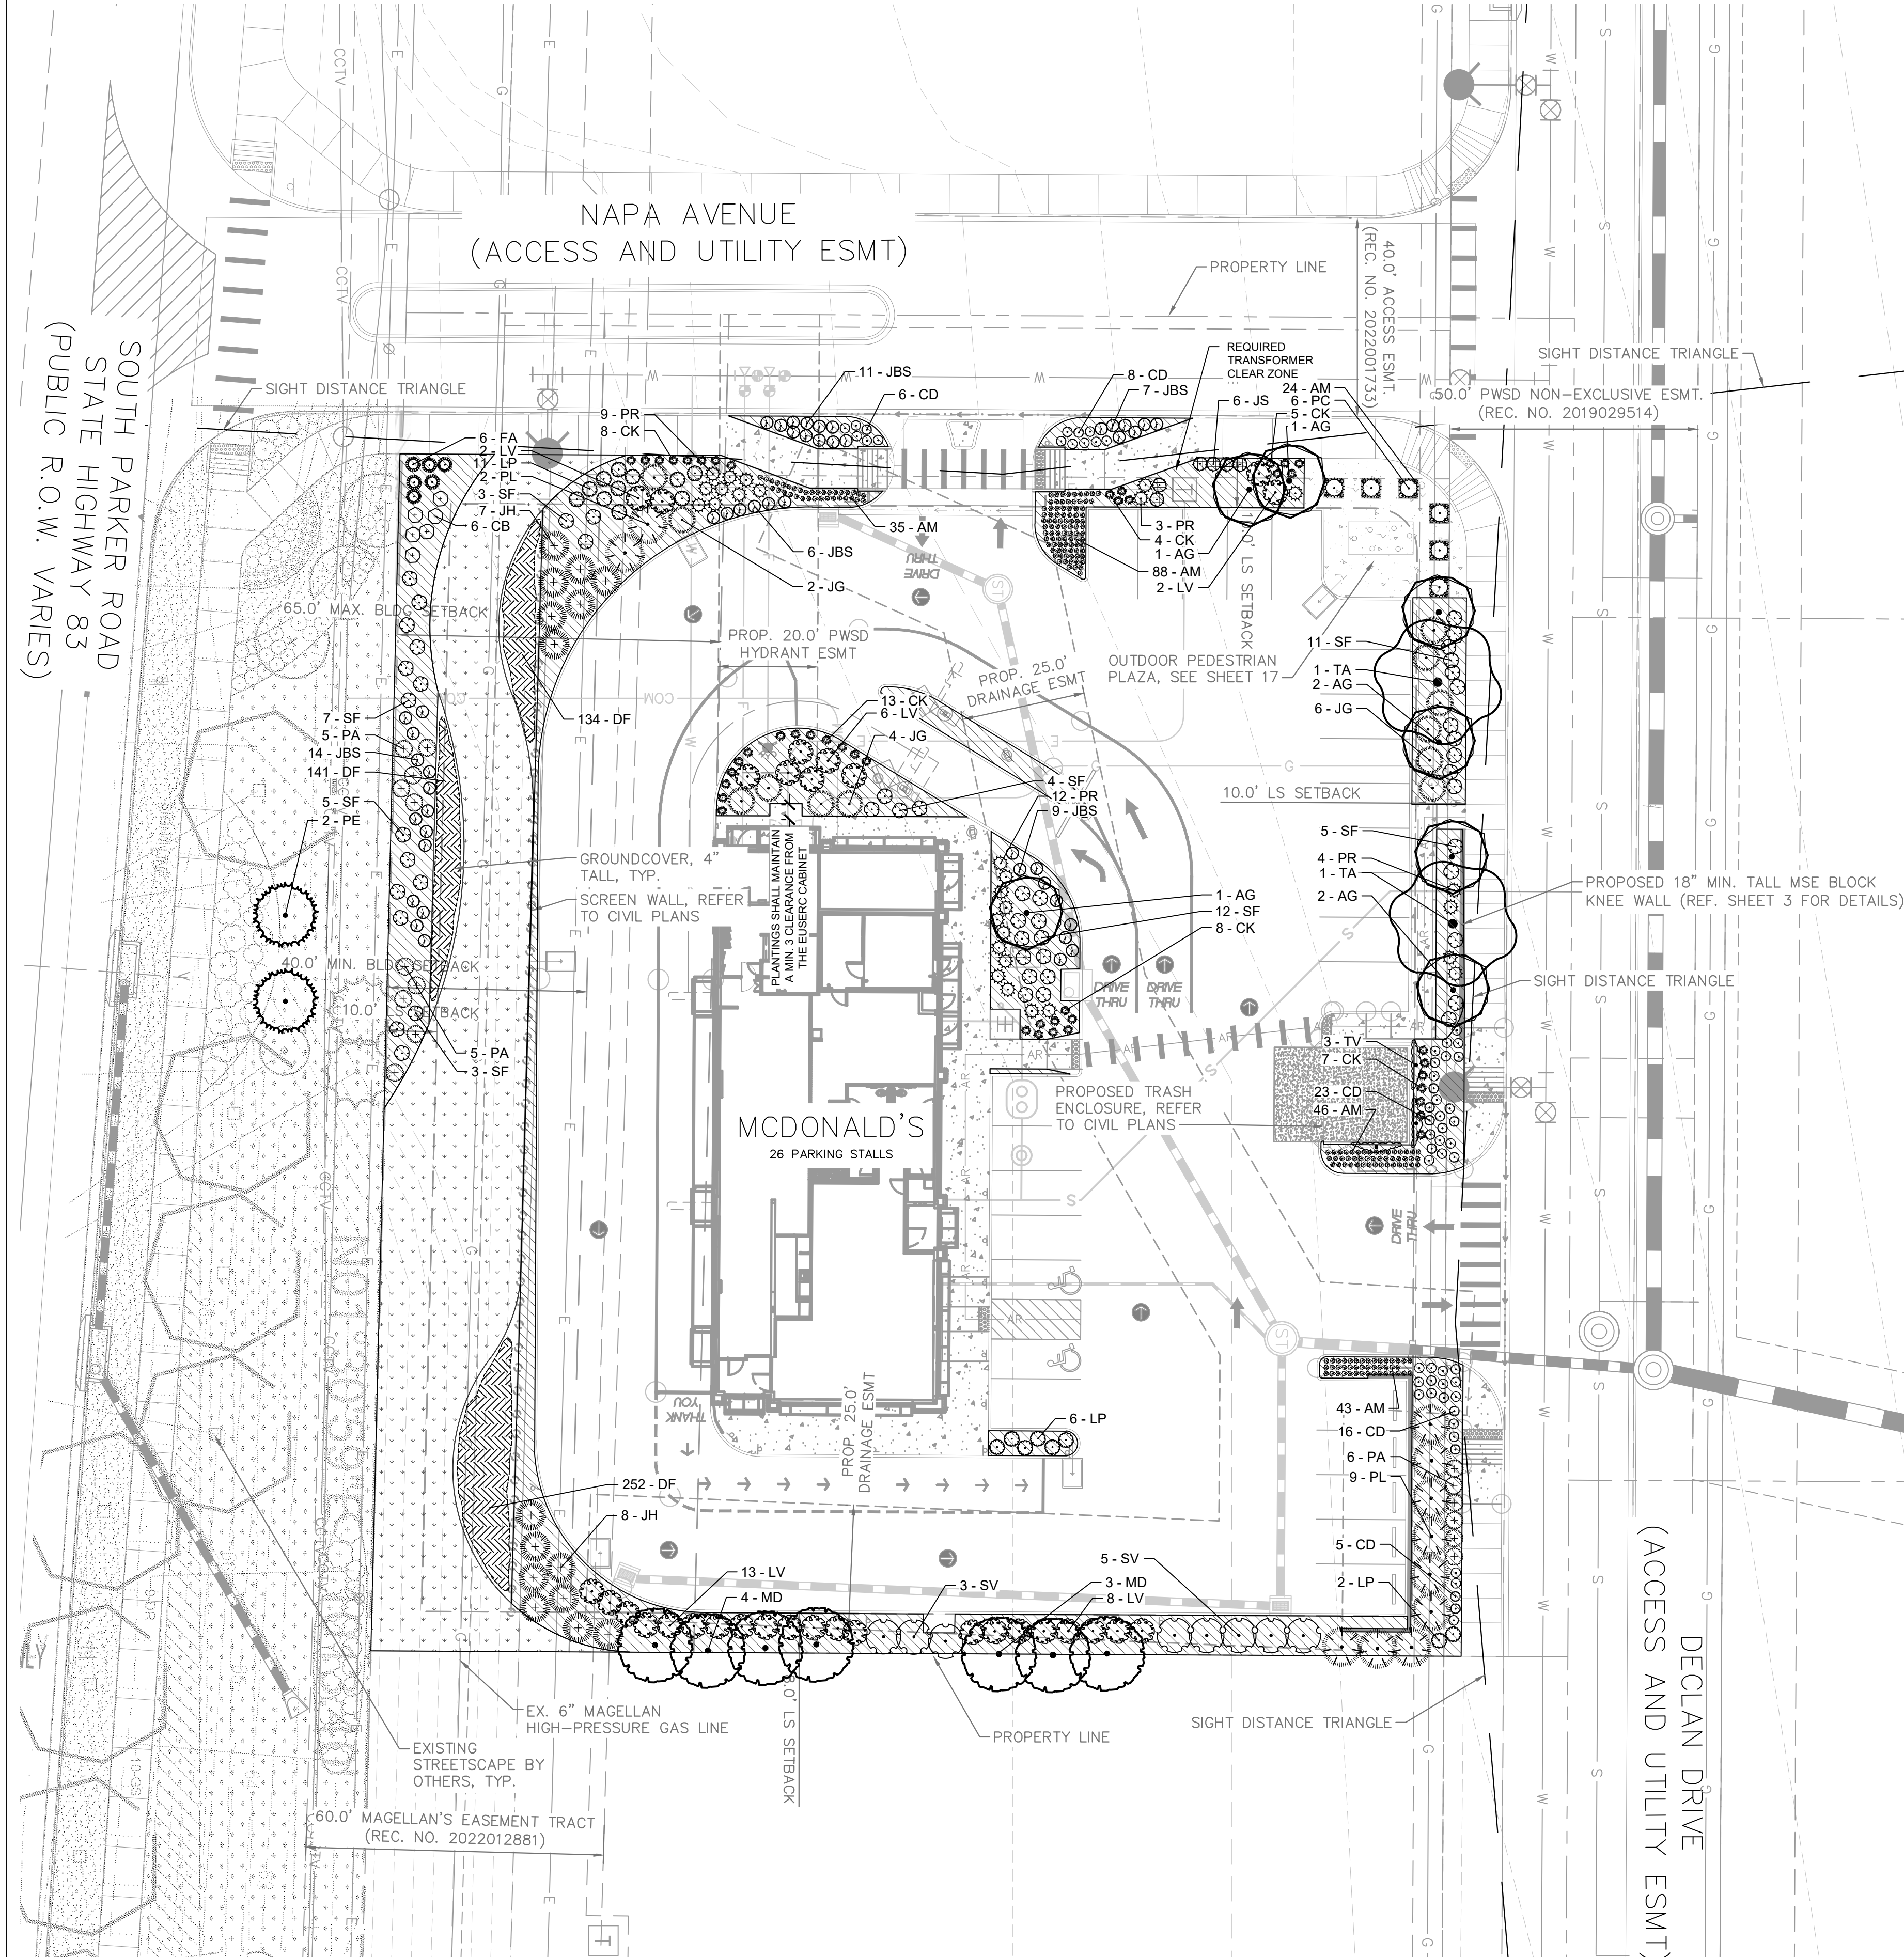 NAPA AVENUE
(ACCESS AND UTILITY ESMT)
PROPERTY LINE
40.0' ACCESS ESMT.
(REC. NO. 2022001733)
SOUTH PARKER ROAD
STATE HIGHWAY 83
(PUBLIC R.O.W. VARIES)
SIGHT DISTANCE TRIANGLE
REQUIRED
TRANSFORMER
CLEAR ZONE
SIGHT DISTANCE TRIANGLE
50.0' PWSD NON-EXCLUSIVE ESMT.
(REC. NO. 2019029514)
11 - JBS
6 - CD
8 - CD
7 - JBS
6 - JS
24 - AM
6 - PC
5 - CK
1 - AG
9 - PR
8 - CK
6 - FA
2 - LV
11 - LP
2 - PL
3 - SF
7 - JH
6 - CB
35 - AM
6 - JBS
2 - JG
3 - PR
4 - CK
1 - AG
88 - AM
2 - LV
10.0' LS SETBACK
DRIVE
THRU
ST
65.0' MAX. BLDG SETBACK
PROP. 20.0' PWSD
HYDRANT ESMT
PROP. 25.0'
DRAINAGE ESMT
OUTDOOR PEDESTRIAN
PLAZA, SEE SHEET 17
11 - SF
1 - TA
2 - AG
6 - JG
134 - DF
13 - CK
6 - LV
4 - JG
7 - SF
5 - PA
14 - JBS
141 - DF
5 - SF
2 - PE
4 - SF
12 - PR
9 - JBS
10.0' LS SETBACK
5 - SF
4 - PR
1 - TA
2 - AG
PROPOSED 18" MIN. TALL MSE BLOCK
KNEE WALL (REF. SHEET 3 FOR DETAILS)
GROUNDCOVER, 4"
TALL, TYP.
SCREEN WALL, REFER
TO CIVIL PLANS
PLANTINGS SHALL MAINTAIN
A MIN. 3 CLEARANCE FROM
THE EUSERC CABINET
1 - AG
12 - SF
8 - CK
40.0' MIN. BLDG SETBACK
10.0' LS SETBACK
DRIVE
THRU
DRIVE
THRU
SIGHT DISTANCE TRIANGLE
5 - PA
3 - SF
3 - TV
7 - CK
23 - CD
46 - AM
PROPOSED TRASH
ENCLOSURE, REFER
TO CIVIL PLANS
MCDONALD'S
26 PARKING STALLS
DRIVE
THRU
ST
THANK
YOU
PROP. 25.0'
DRAINAGE ESMT
6 - LP
43 - AM
16 - CD
6 - PA
9 - PL
5 - CD
2 - LP
252 - DF
8 - JH
13 - LV
4 - MD
3 - SV
5 - SV
3 - MD
8 - LV
EX. 6" MAGELLAN
HIGH-PRESSURE GAS LINE
8.0' LS SETBACK
PROPERTY LINE
SIGHT DISTANCE TRIANGLE
EXISTING
STREETSCAPE BY
OTHERS, TYP.
60.0' MAGELLAN'S EASEMENT TRACT
(REC. NO. 2022012881)
DECLAN DRIVE
(ACCESS AND UTILITY ESMT)
10-GS